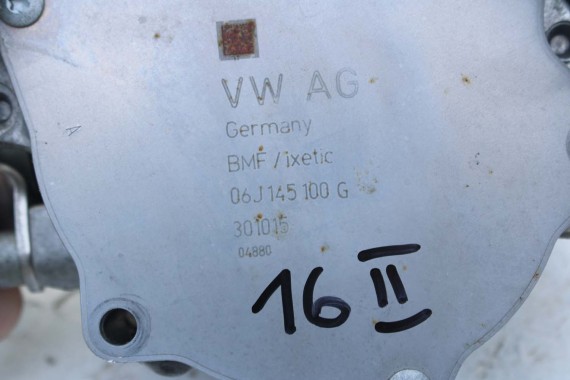 VW AG
Germany
A
BMF/ixetic
06J 145 100 G
301015
04880
16 II